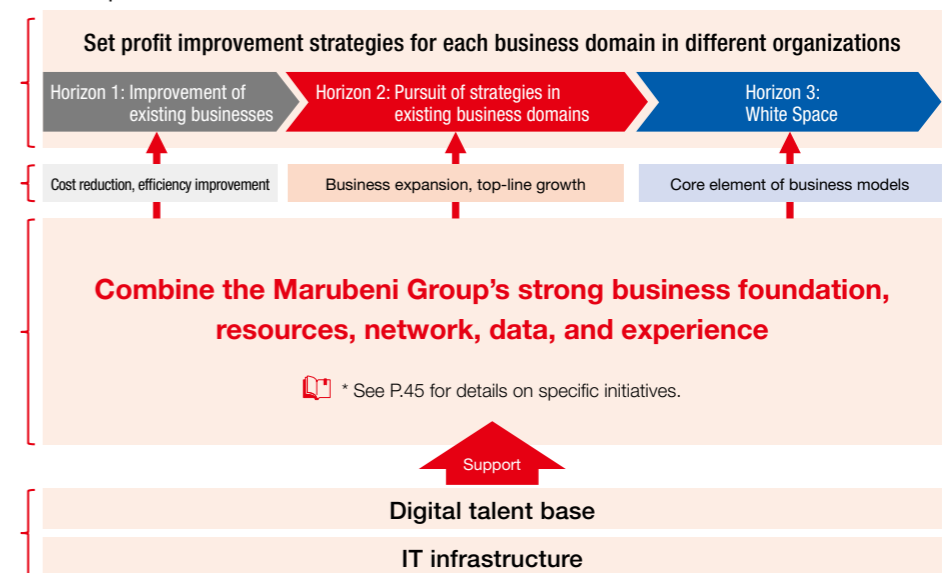 Set profit improvement strategies for each business domain in different organizations
Horizon 1: Improvement of
existing businesses
Horizon 2: Pursuit of strategies in
existing business domains
Horizon 3:
White Space
Cost reduction, efficiency improvement
Business expansion, top-line growth
Core element of business models
Combine the Marubeni Group’s strong business foundation,
resources, network, data, and experience
* See P.45 for details on specific initiatives.
Support
Digital talent base
IT infrastructure